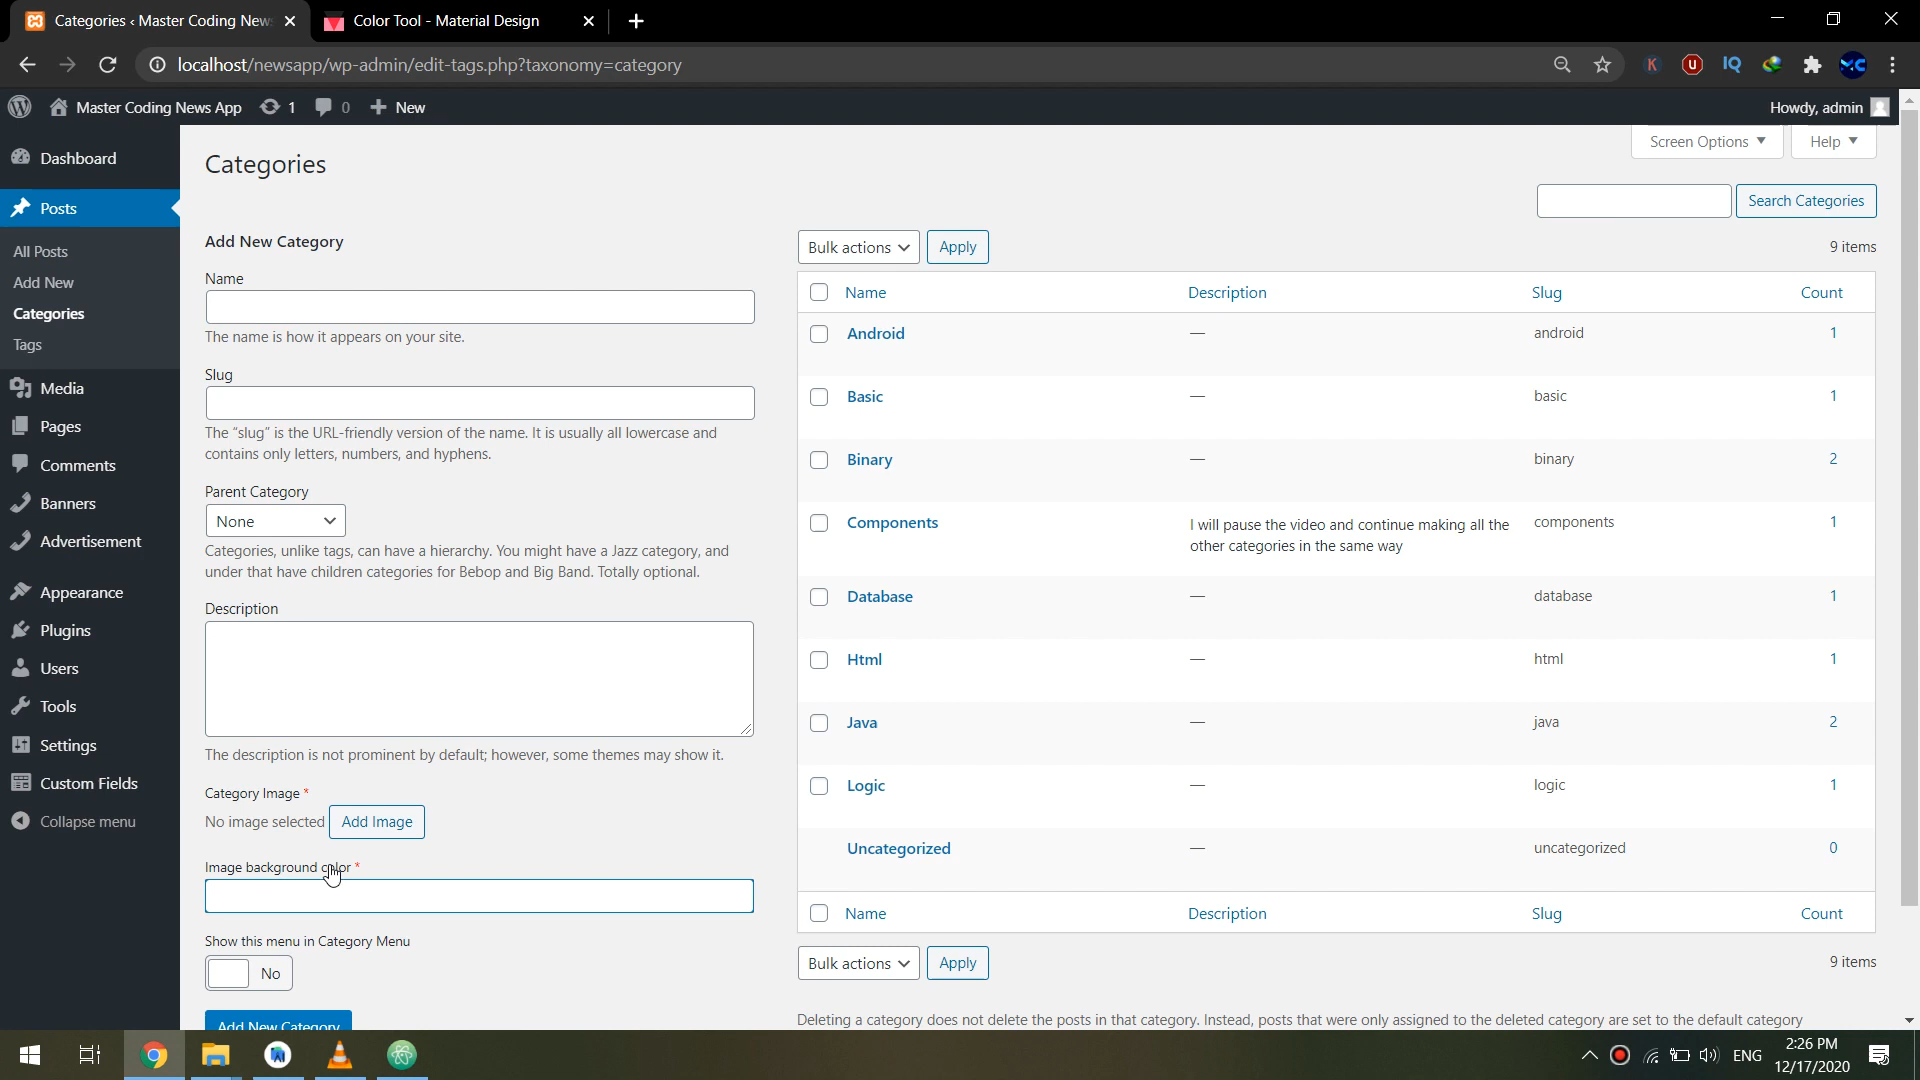 Categories ‹ Master Coding New
Color Tool - Material Design
localhost/newsapp/wp-admin/edit-tags.php?taxonomy=category
Master Coding News App
1
0
New
Howdy, admin
Dashboard
Posts
All Posts
Add New
Categories
Tags
Media
Pages
Comments
Banners
Advertisement
Appearance
Plugins
Users
Tools
Settings
Custom Fields
Collapse menu
Screen Options
Help
Categories
Search Categories
Add New Category
Name
The name is how it appears on your site.
Slug
The “slug” is the URL-friendly version of the name. It is usually all lowercase and
contains only letters, numbers, and hyphens.
Parent Category
None
Categories, unlike tags, can have a hierarchy. You might have a Jazz category, and
under that have children categories for Bebop and Big Band. Totally optional.
Description
The description is not prominent by default; however, some themes may show it.
Category Image *
No image selected Add Image
Image background color *
Show this menu in Category Menu
No
Add New Category
Bulk actions Apply 9 items
Name Description Slug Count
Android — android 1
Basic — basic 1
Binary — binary 2
Components I will pause the video and continue making all the components 1
other categories in the same way
Database — database 1
Html — html 1
Java — java 2
Logic — logic 1
Uncategorized — uncategorized 0
Name Description Slug Count
Bulk actions Apply 9 items
Deleting a category does not delete the posts in that category. Instead, posts that were only assigned to the deleted category are set to the default category
ENG
2:26 PM
12/17/2020